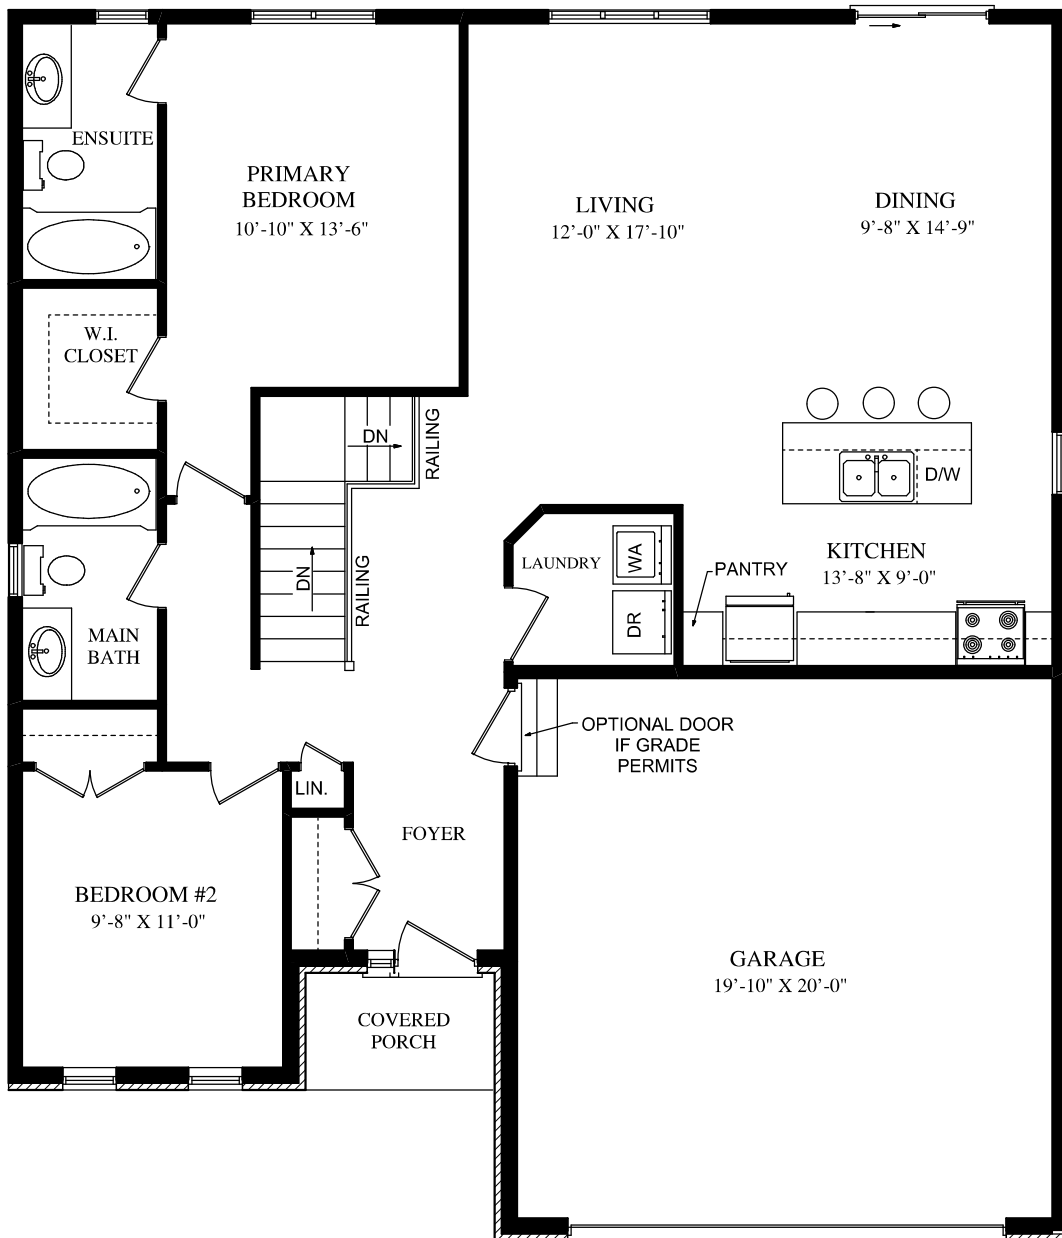 ENSUITE
PRIMARY
BEDROOM
10'-10" X 13'-6"
LIVING
12'-0" X 17'-10"
DINING
9'-8" X 14'-9"
W.I.
CLOSET
DN
RAILING
D/W
DN
RAILING
LAUNDRY
WA
DR
PANTRY
KITCHEN
13'-8" X 9'-0"
MAIN
BATH
OPTIONAL DOOR
IF GRADE
PERMITS
LIN.
FOYER
BEDROOM #2
9'-8" X 11'-0"
GARAGE
19'-10" X 20'-0"
COVERED
PORCH